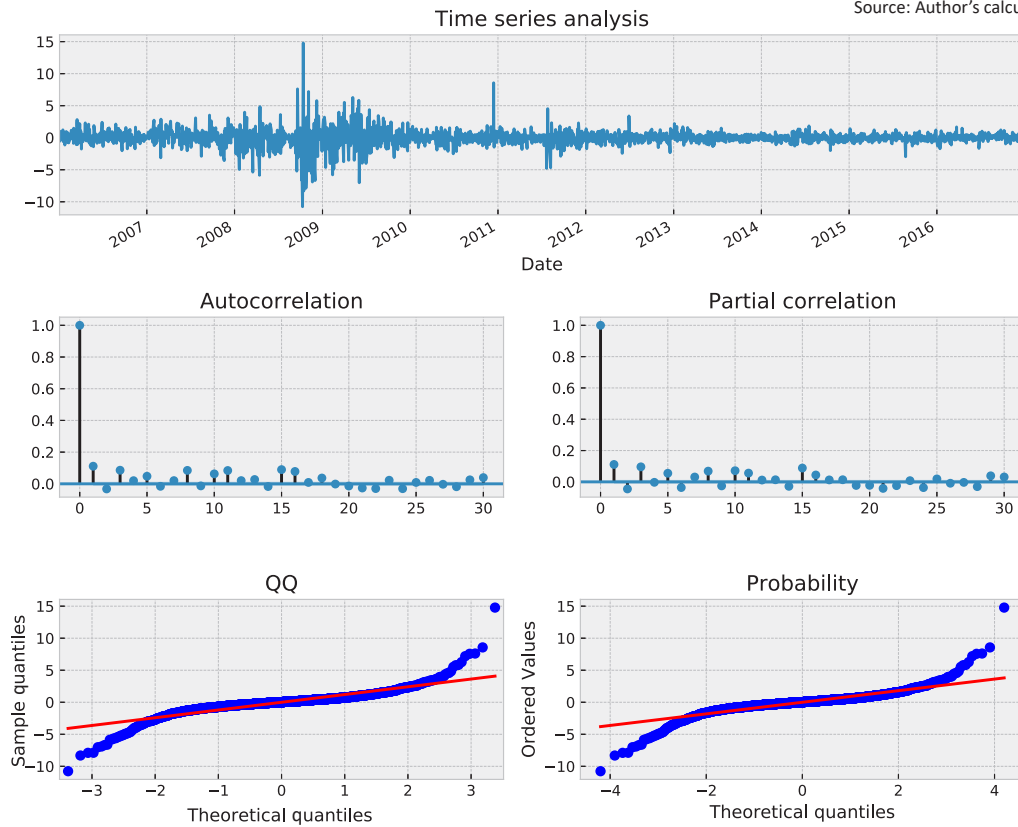 Source: Author's calcu
Time series analysis
15
10
5
0
−5
−10
2007 2008 2009 2010 2011 2012 2013 2014 2015 2016
Date
Autocorrelation
1.0
0.8
0.6
0.4
0.2
0.0
0 5 10 15 20 25 30
Partial correlation
1.0
0.8
0.6
0.4
0.2
0.0
0 5 10 15 20 25 30
QQ
Sample quantiles
15
10
5
0
−5
−10
−3 −2 −1 0 1 2 3
Theoretical quantiles
Probability
Ordered Values
15
10
5
0
−5
−10
−4 −2 0 2 4
Theoretical quantiles